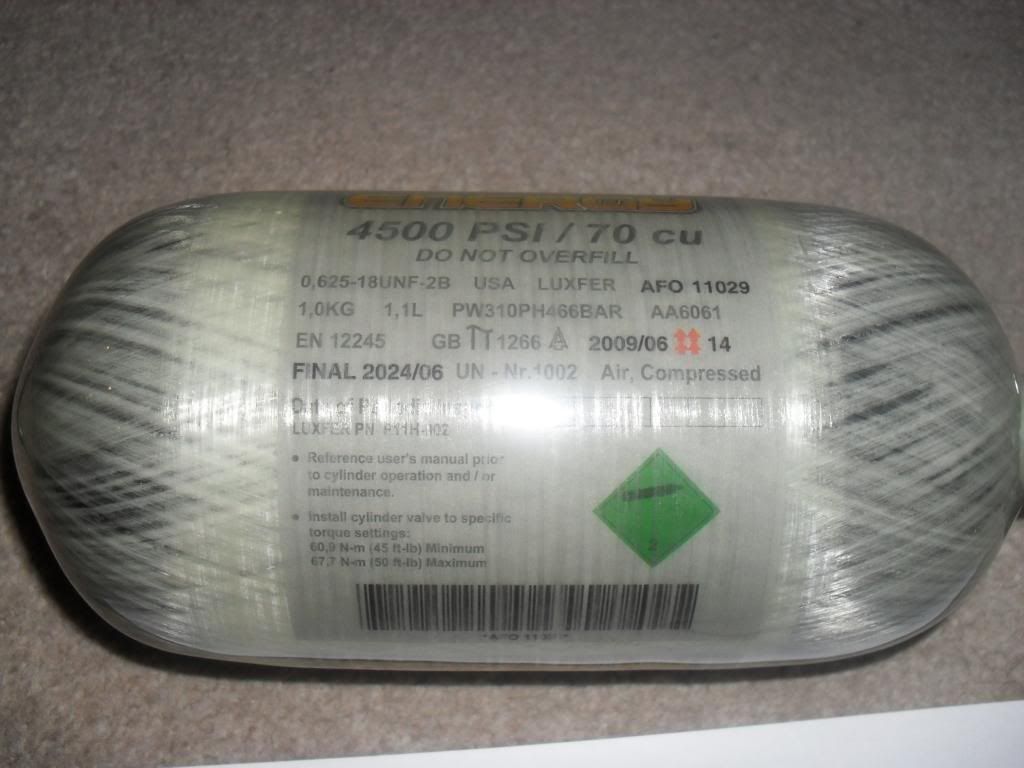 ENERGY
4500 PSI / 70 cu
DO NOT OVERFILL
0,625-18UNF-2B USA LUXFER AFO 11029
1,0KG 1,1L PW310PH466BAR AA6061
EN 12245 GB 1266 2009/06 14
FINAL 2024/06 UN - Nr.1002 Air, Compressed
LUXFER PN
• Reference user's manual prior
to cylinder operation and / or
maintenance.
• Install cylinder valve to specific
torque settings:
60,9 N-m (45 ft-lb) Minimum
67,7 N-m (50 ft-lb) Maximum
2